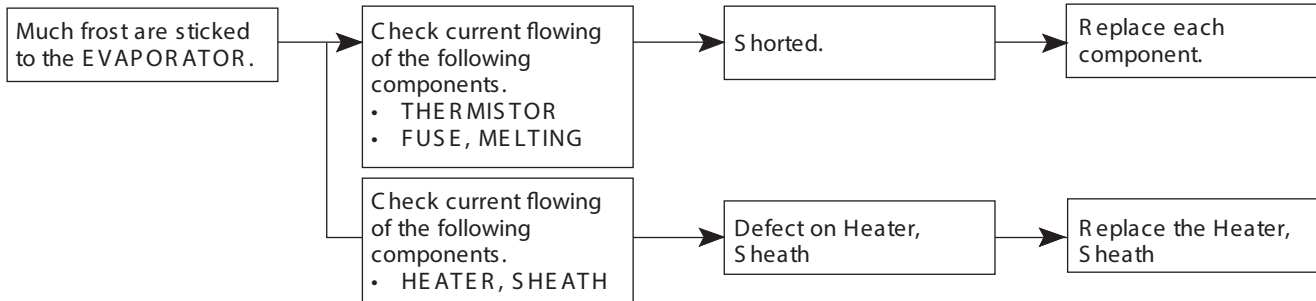 Much frost are sticked
to the EVAPORATOR.
Check current flowing
of the following
components.
• THERMISTOR
• FUSE, MELTING
Shorted.
Replace each
component.
Check current flowing
of the following
components.
• HEATER, SHEATH
Defect on Heater,
Sheath
Replace the Heater,
Sheath